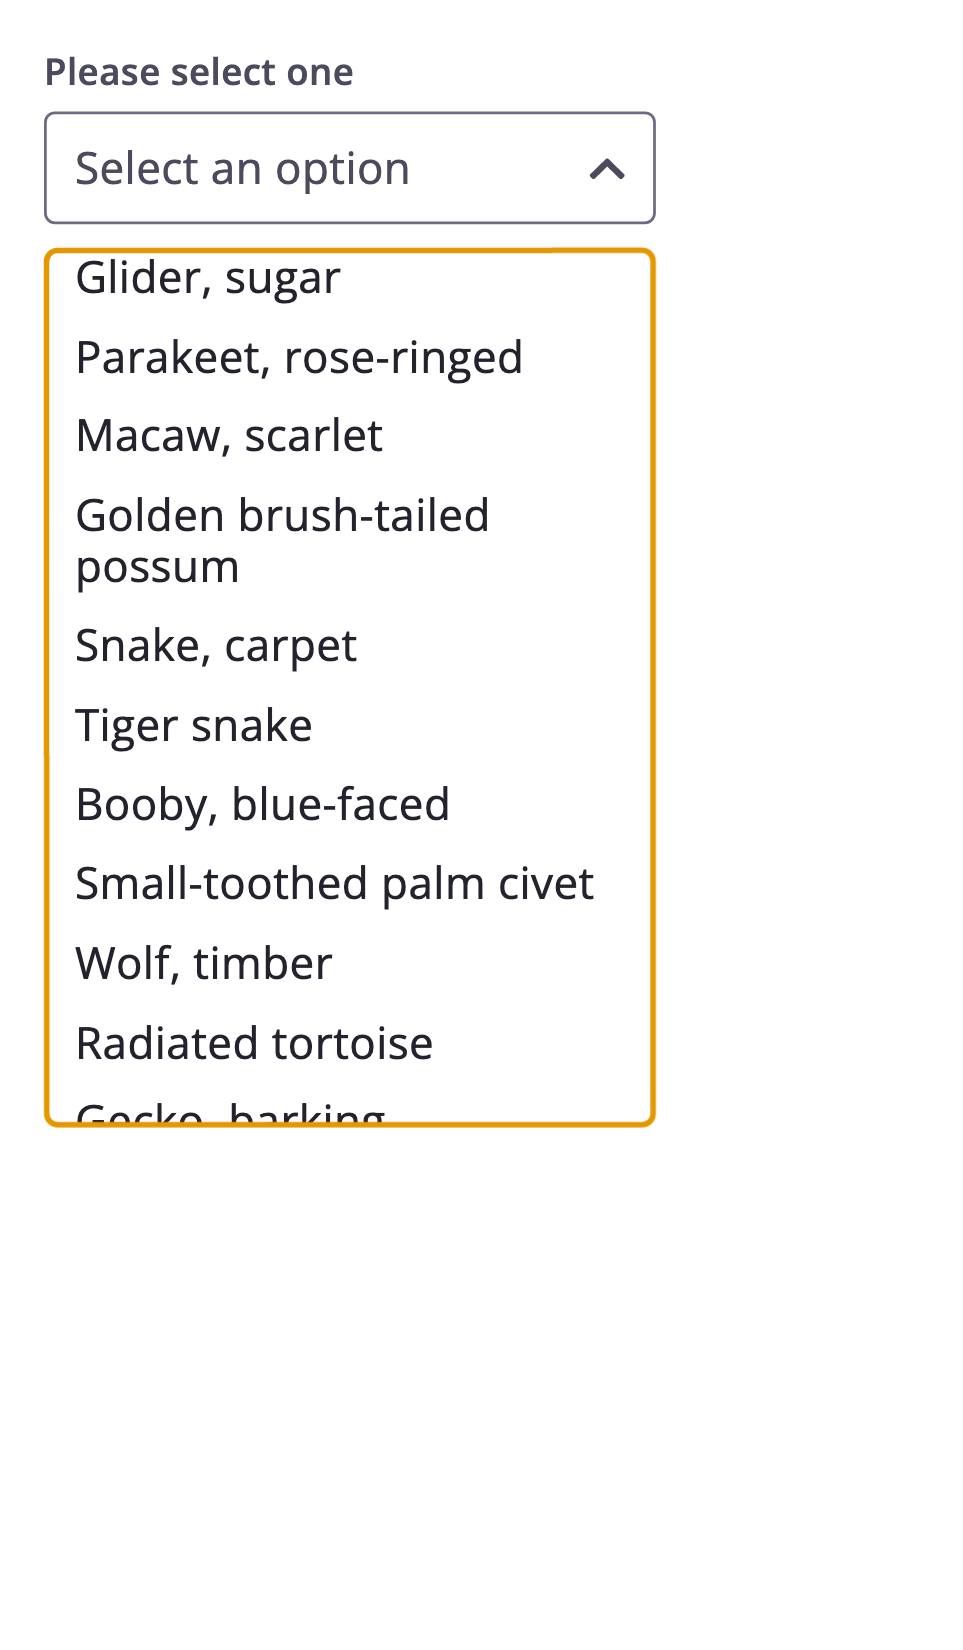 Please select one
Select an option
Glider, sugar
Parakeet, rose-ringed
Macaw, scarlet
Golden brush-tailed
possum
Snake, carpet
Tiger snake
Booby, blue-faced
Small-toothed palm civet
Wolf, timber
Radiated tortoise
Gecko, barking